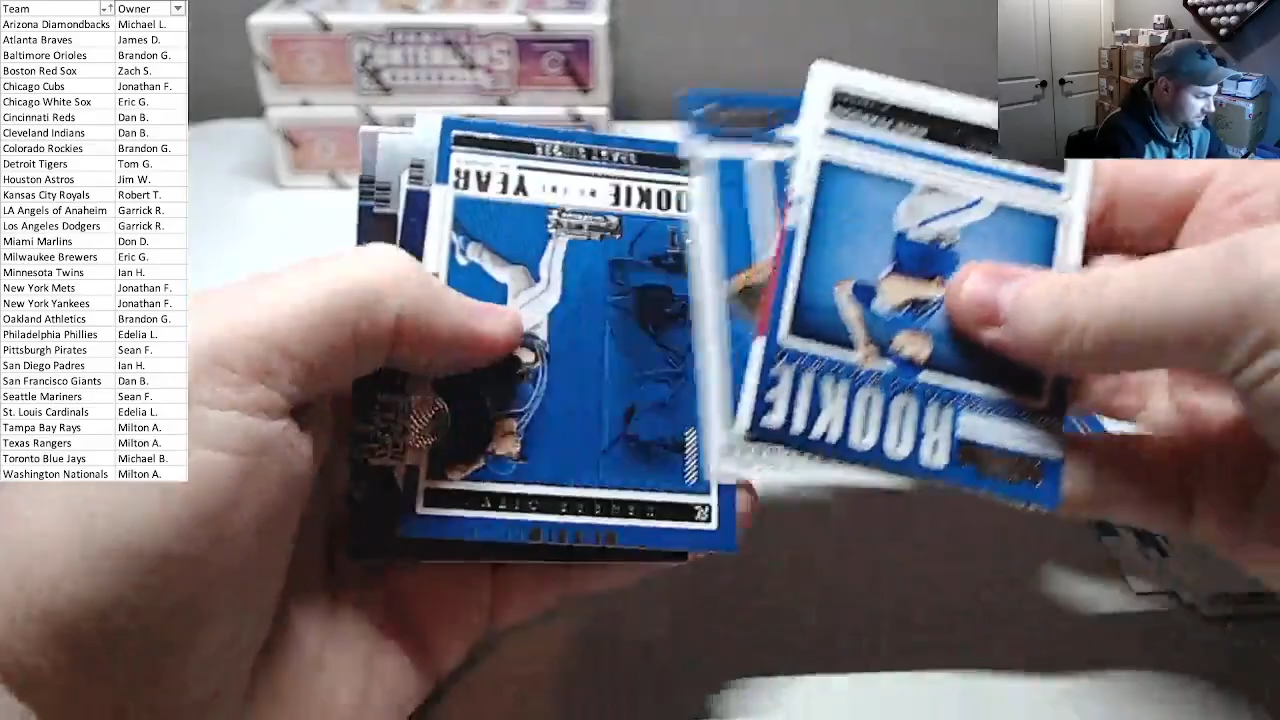 Team Owner
Arizona Diamondbacks Michael L.
Atlanta Braves James D.
Baltimore Orioles Brandon G.
Boston Red Sox Zach S.
Chicago Cubs Jonathan F.
Chicago White Sox Eric G.
Cincinnati Reds Dan B.
Cleveland Indians Dan B.
Colorado Rockies Brandon G.
Detroit Tigers Tom G.
Houston Astros Jim W.
Kansas City Royals Robert T.
LA Angels of Anaheim Garrick R.
Los Angeles Dodgers Garrick R.
Miami Marlins Don D.
Milwaukee Brewers Eric G.
Minnesota Twins Ian H.
New York Mets Jonathan F.
New York Yankees Jonathan F.
Oakland Athletics Brandon G.
Philadelphia Phillies Edelia L.
Pittsburgh Pirates Sean F.
San Diego Padres Ian H.
San Francisco Giants Dan B.
Seattle Mariners Sean F.
St. Louis Cardinals Edelia L.
Tampa Bay Rays Milton A.
Texas Rangers Milton A.
Toronto Blue Jays Michael B.
Washington Nationals Milton A.
CONTENDERS
YEAR
ROOKIE
KANSAS CITY